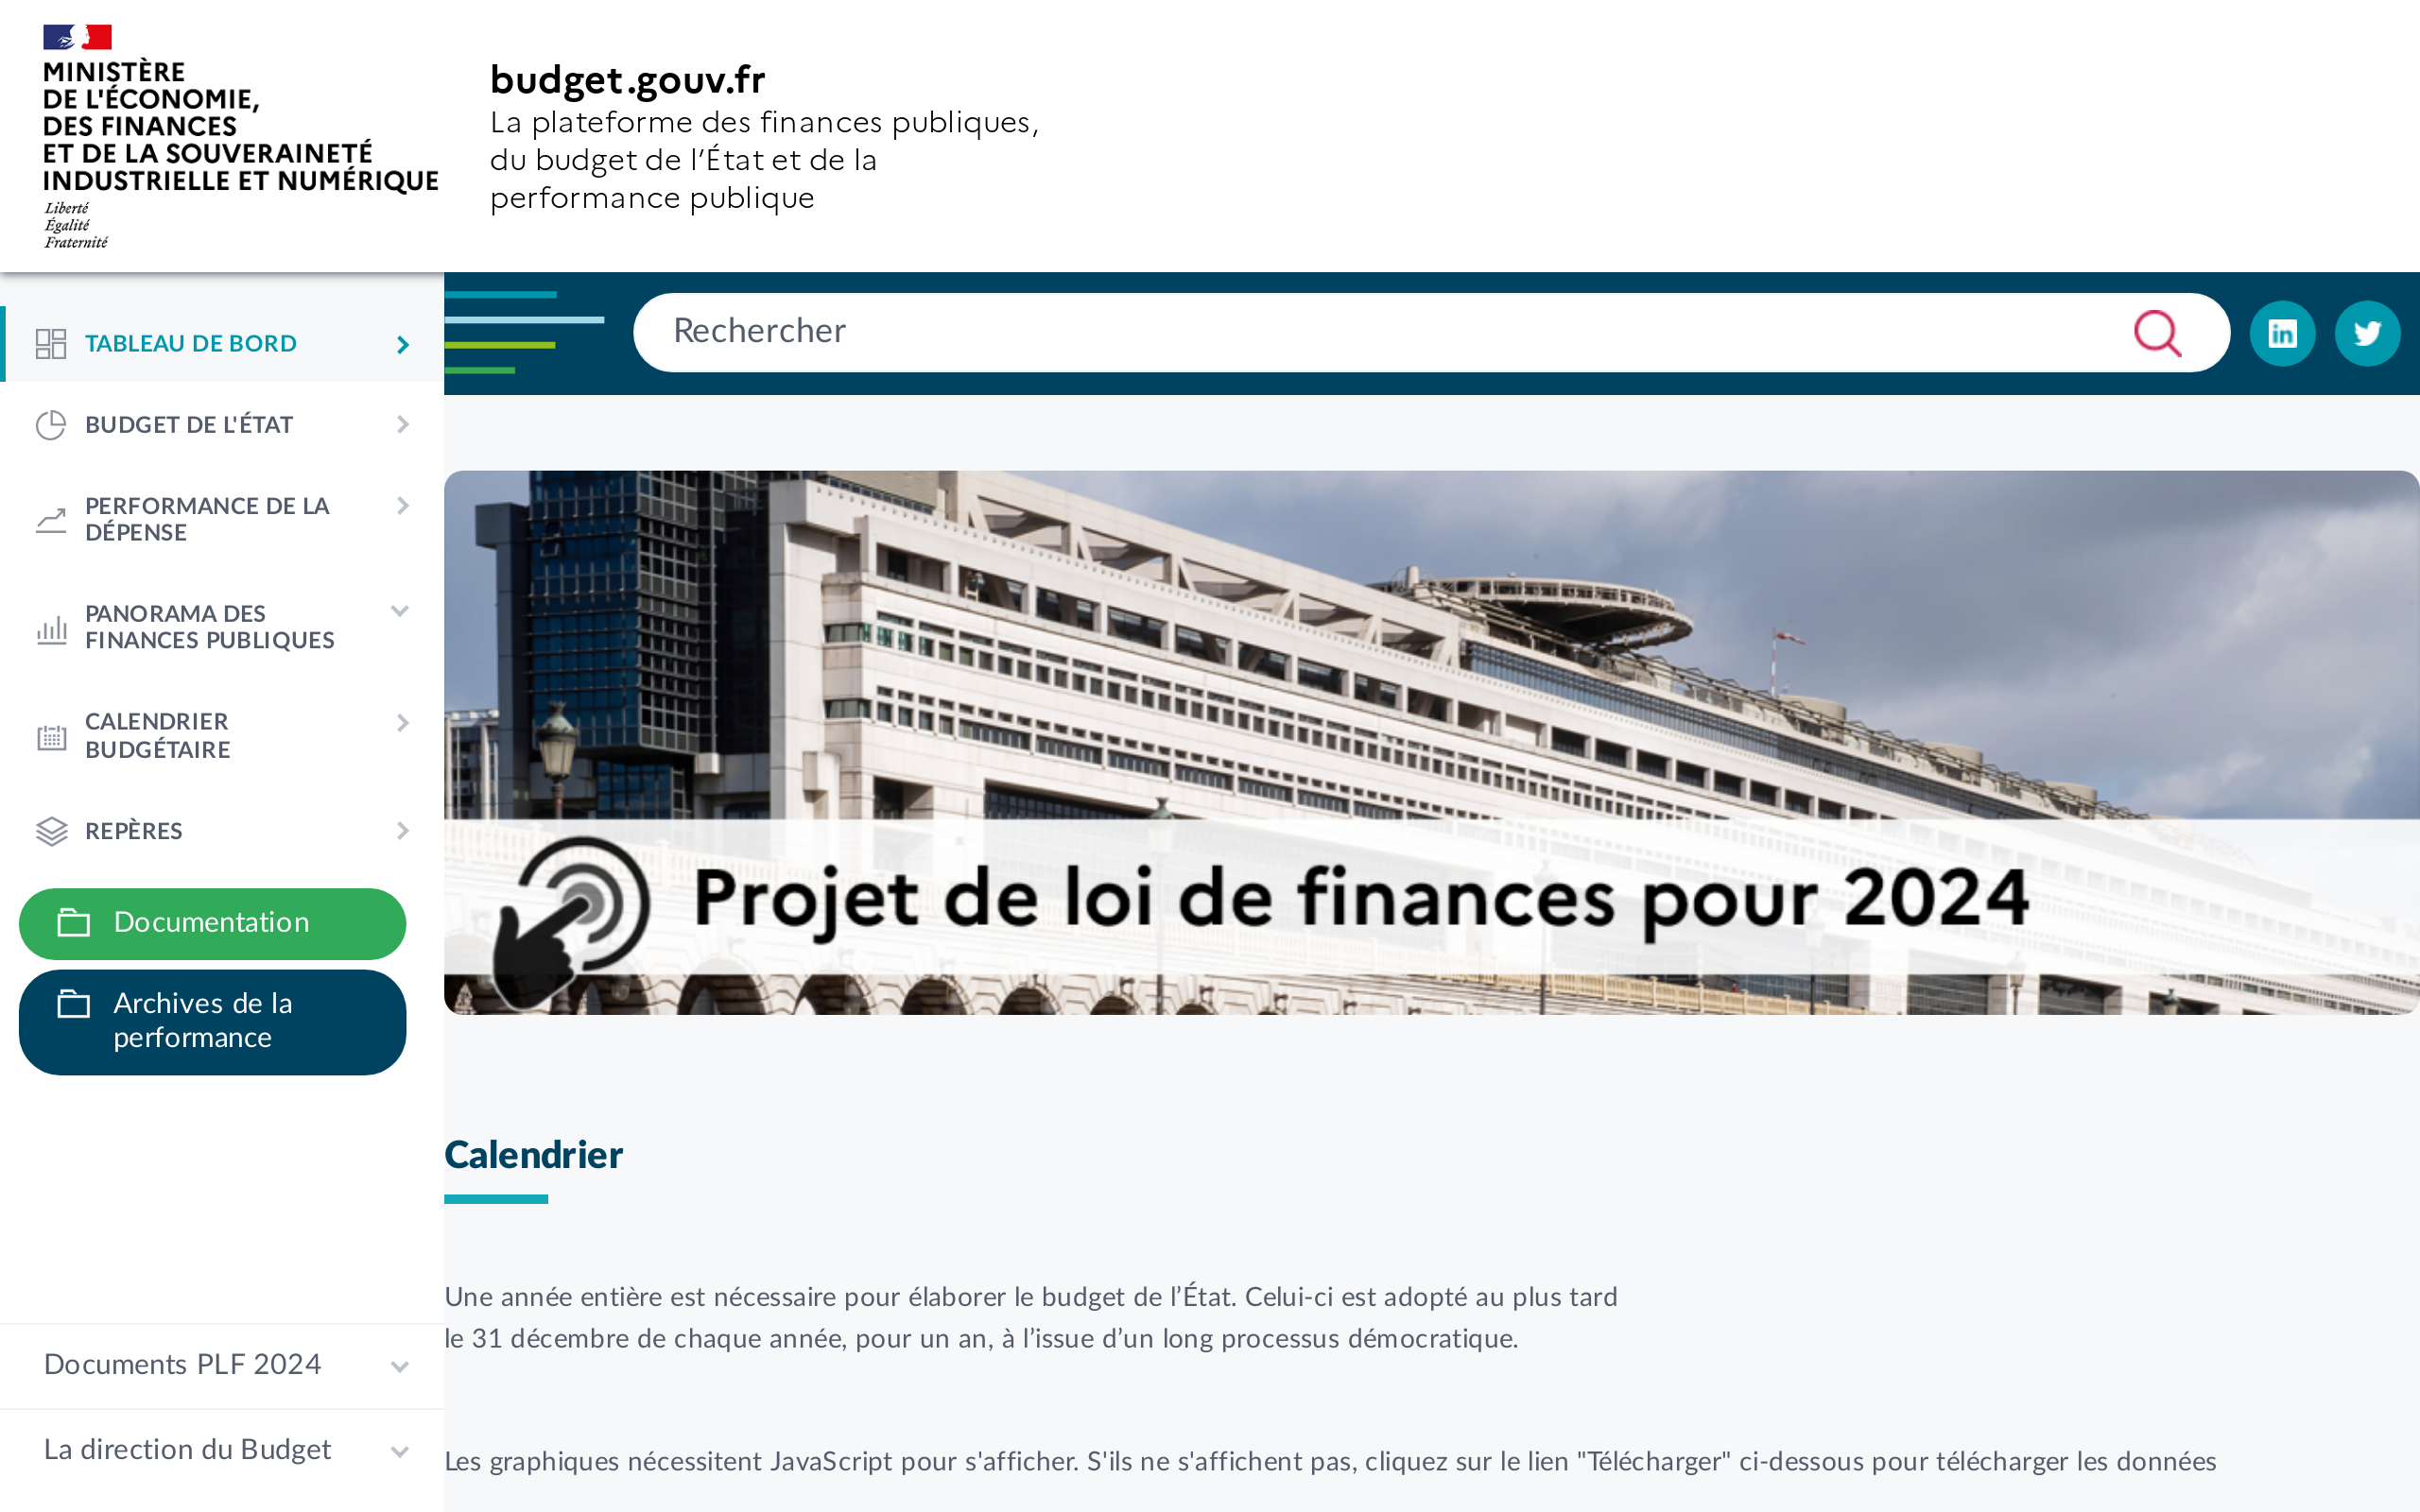 MINISTÈRE
DE L'ÉCONOMIE,
DES FINANCES
ET DE LA SOUVERAINETÉ
INDUSTRIELLE ET NUMÉRIQUE
Liberté
Égalité
Fraternité
budget.gouv.fr
La plateforme des finances publiques,
du budget de l’État et de la
performance publique
TABLEAU DE BORD
BUDGET DE L'ÉTAT
PERFORMANCE DE LA
DÉPENSE
PANORAMA DES
FINANCES PUBLIQUES
CALENDRIER
BUDGÉTAIRE
REPÈRES
Documentation
Archives de la
performance
Documents PLF 2024
La direction du Budget
Rechercher
in
Projet de loi de finances pour 2024
Calendrier
Une année entière est nécessaire pour élaborer le budget de l’État. Celui-ci est adopté au plus tard
le 31 décembre de chaque année, pour un an, à l’issue d’un long processus démocratique.
Les graphiques nécessitent JavaScript pour s'afficher. S'ils ne s'affichent pas, cliquez sur le lien "Télécharger" ci-dessous pour télécharger les données